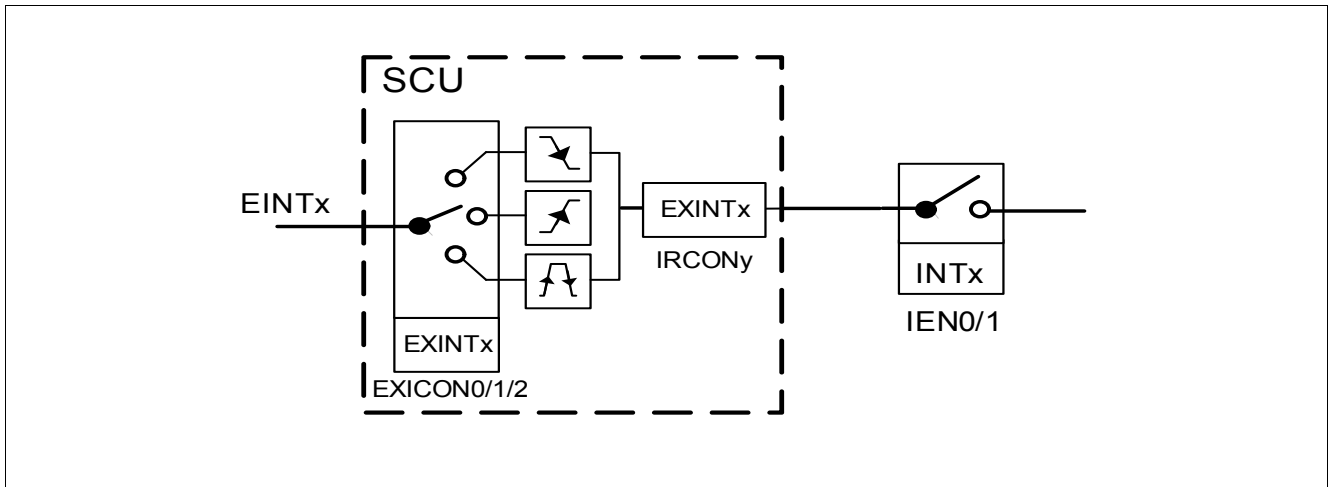 SCU
EINTx
EXINTx
EXICON0/1/2
EXINTx
IRCONy
INTx
IEN0/1